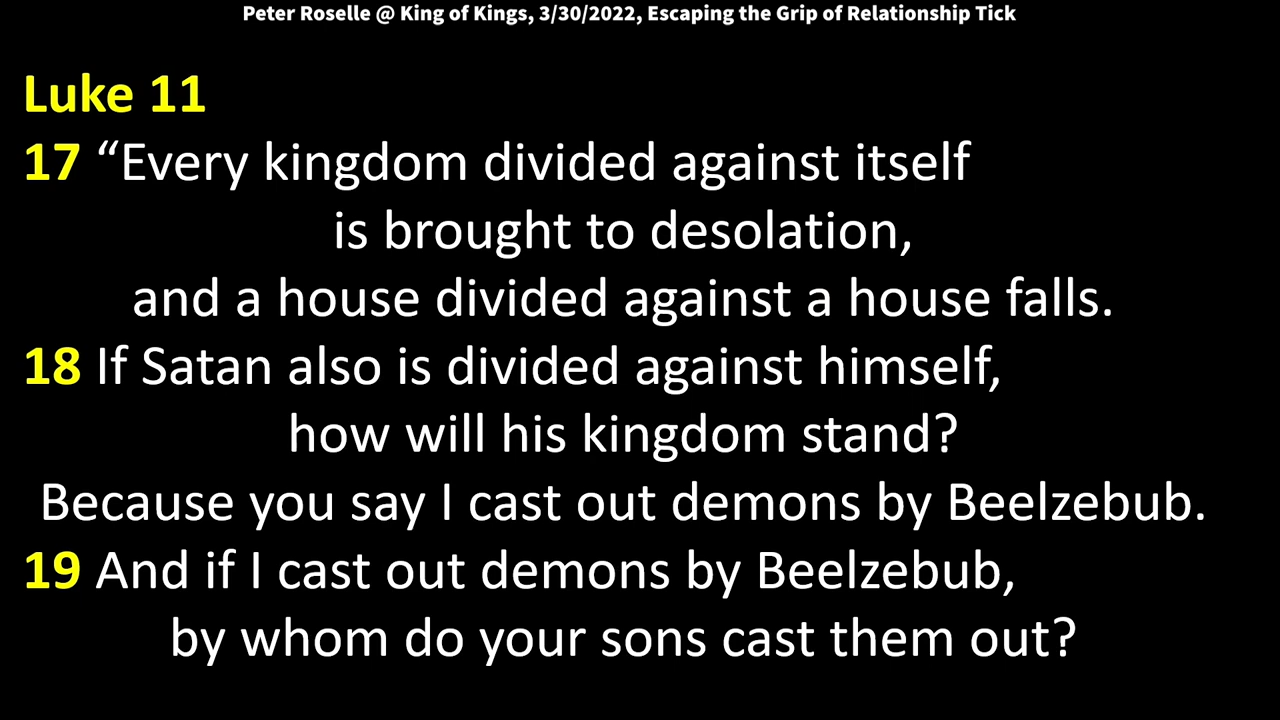 Peter Roselle @ King of Kings, 3/30/2022, Escaping the Grip of Relationship Tick
Luke 11
17 “Every kingdom divided against itself
is brought to desolation,
and a house divided against a house falls.
18 If Satan also is divided against himself,
how will his kingdom stand?
Because you say I cast out demons by Beelzebub.
19 And if I cast out demons by Beelzebub,
by whom do your sons cast them out?